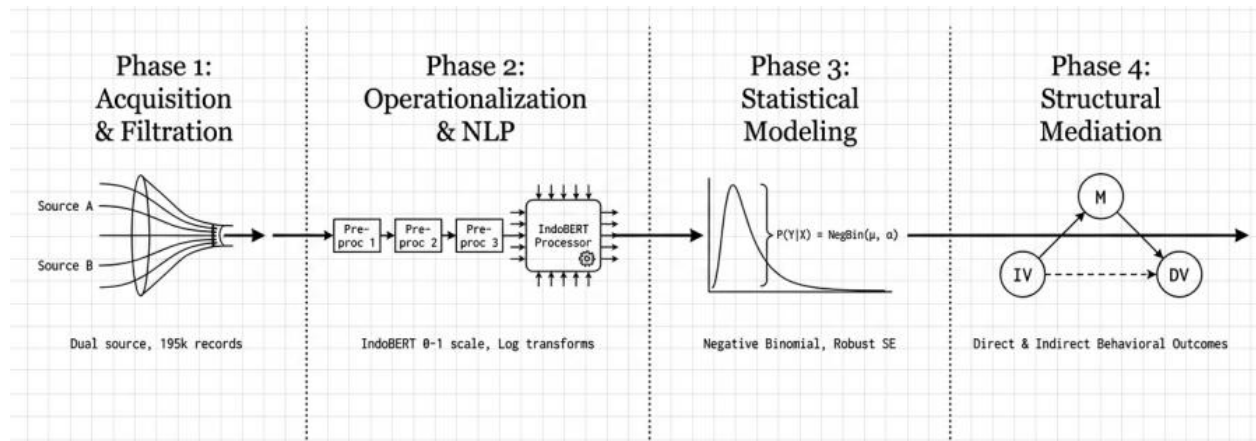 Phase 1:
Acquisition
& Filtration
Source A
Source B
Dual source, 195k records
Phase 2:
Operationalization
& NLP
Pre-
proc 1
Pre-
proc 2
Pre-
proc 3
IndoBERT
Processor
IndoBERT 0-1 scale, Log transforms
Phase 3:
Statistical
Modeling
P(Y|X) = NegBin(μ, α)
Negative Binomial, Robust SE
Phase 4:
Structural
Mediation
M
IV
DV
Direct & Indirect Behavioral Outcomes